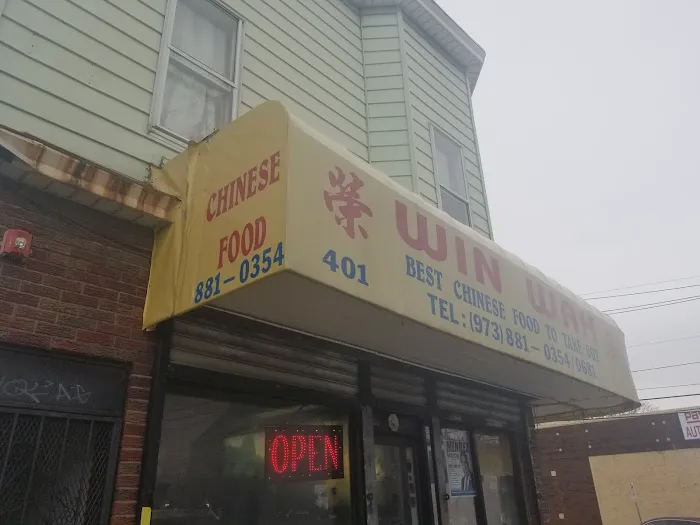 CHINESE
FOOD
881-0354
榮
WIN WAH
401
BEST CHINESE FOOD TO TAKE OUT
TEL:(973)881-0354/0681
OPEN